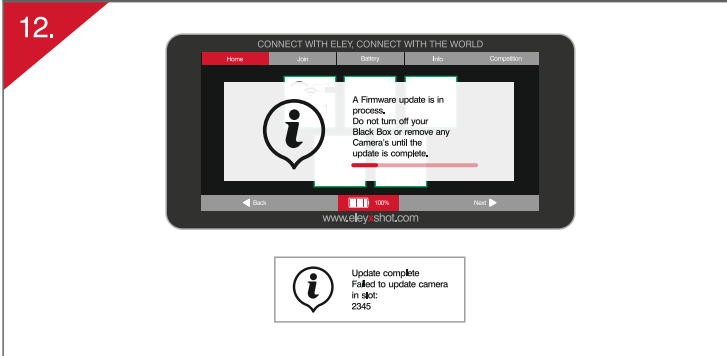 12.
CONNECT WITH ELEY, CONNECT WITH THE WORLD
Home Join Battery Info Competition
A Firmware update is in
process.
Do not turn off your
Black Box or remove any
Camera's until the
update is complete.
Back 100% Next
www.eleyxshot.com
Update complete
Failed to update camera
in slot:
2345